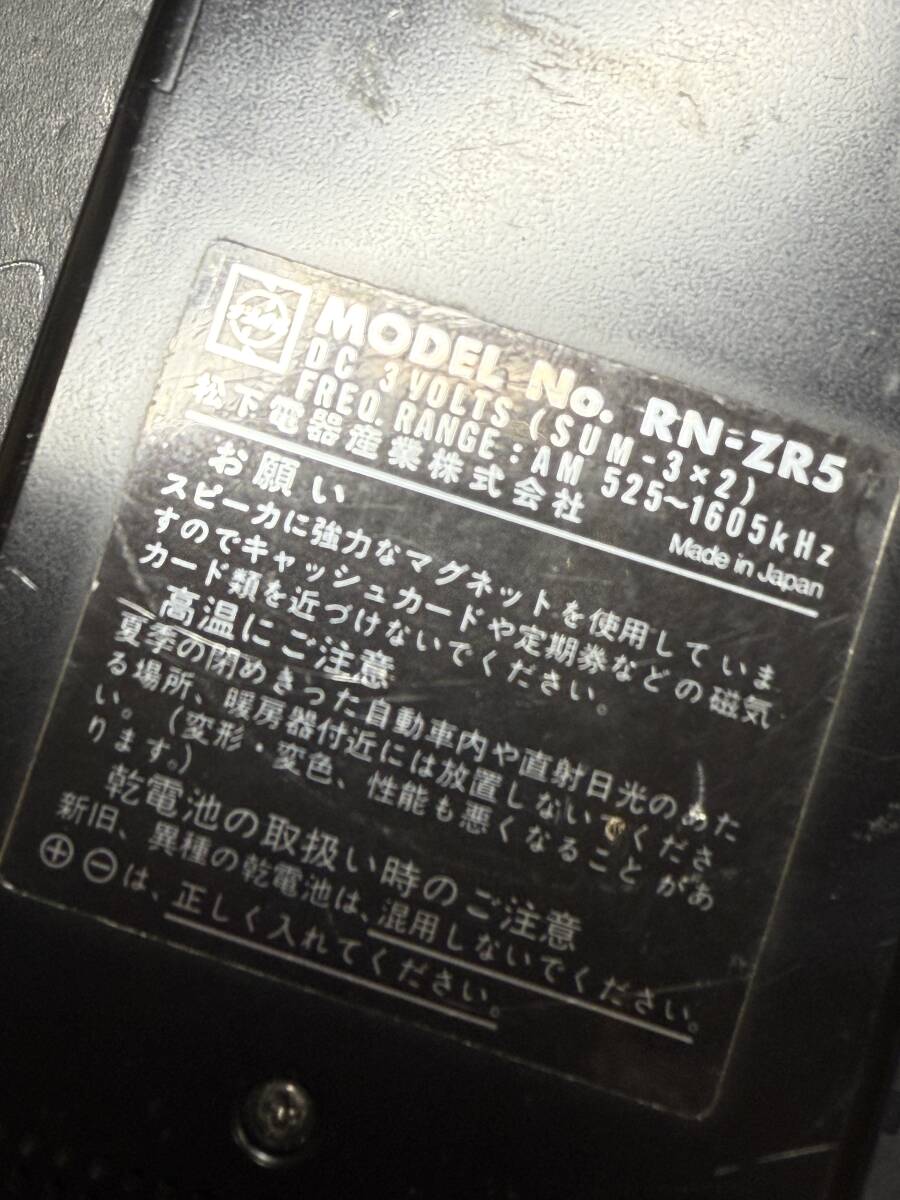 MODEL No. RN-ZR5
DC 3 VOLTS (SUM-3×2)
FREQ. RANGE: AM 525~1605kHz
松下電器産業株式会社
Made in Japan
お願い
スピーカに強力なマグネットを使用していま
すのでキャッシュカードや定期券などの磁気
カード類を近づけないでください。
高温にご注意
夏季の閉めきった自動車内や直射日光のあた
る場所、暖房器付近には放置しないでくださ
い。(変形・変色、性能も悪くなることがあ
ります。)
乾電池の取扱い時のご注意
新旧、異種の乾電池は、混用しないでください。
⊕⊖は、正しく入れてください。